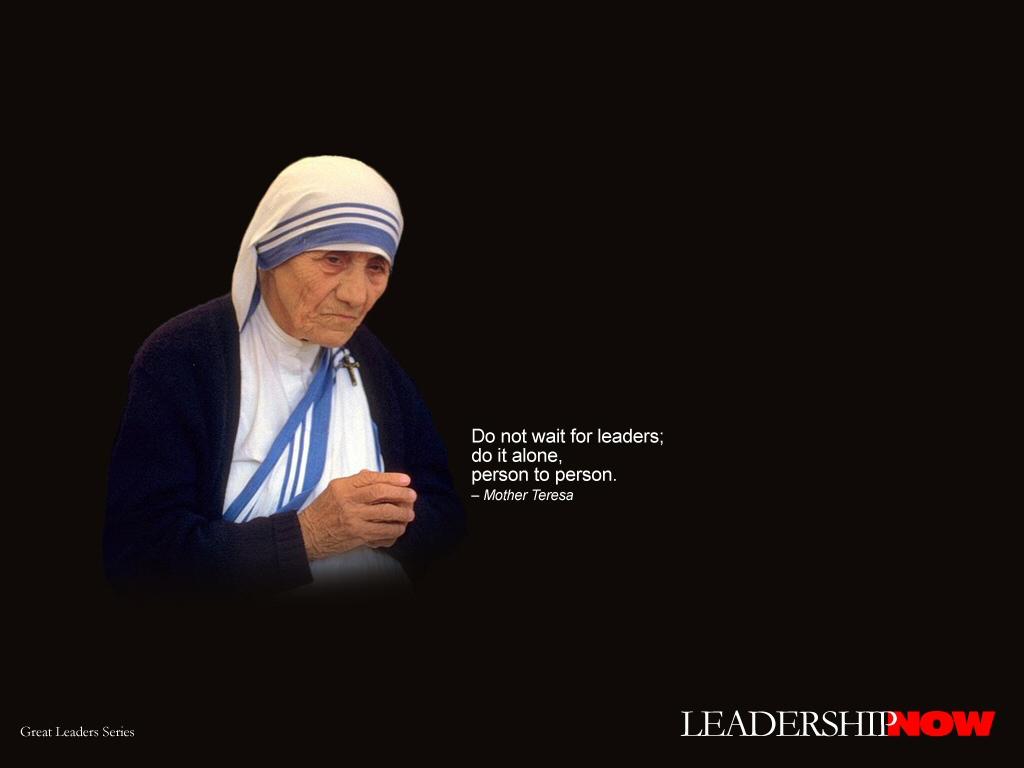 Do not wait for leaders;
do it alone,
person to person.
– Mother Teresa
Great Leaders Series
LEADERSHIPNOW